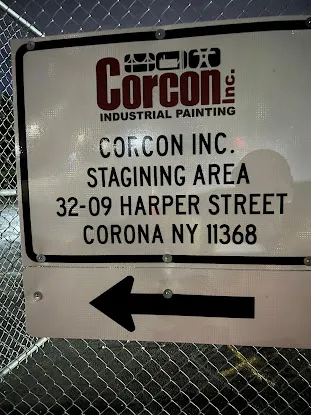 Corcon Inc.
INDUSTRIAL PAINTING
CORCON INC.
STAGINING AREA
32-09 HARPER STREET
CORONA NY 11368